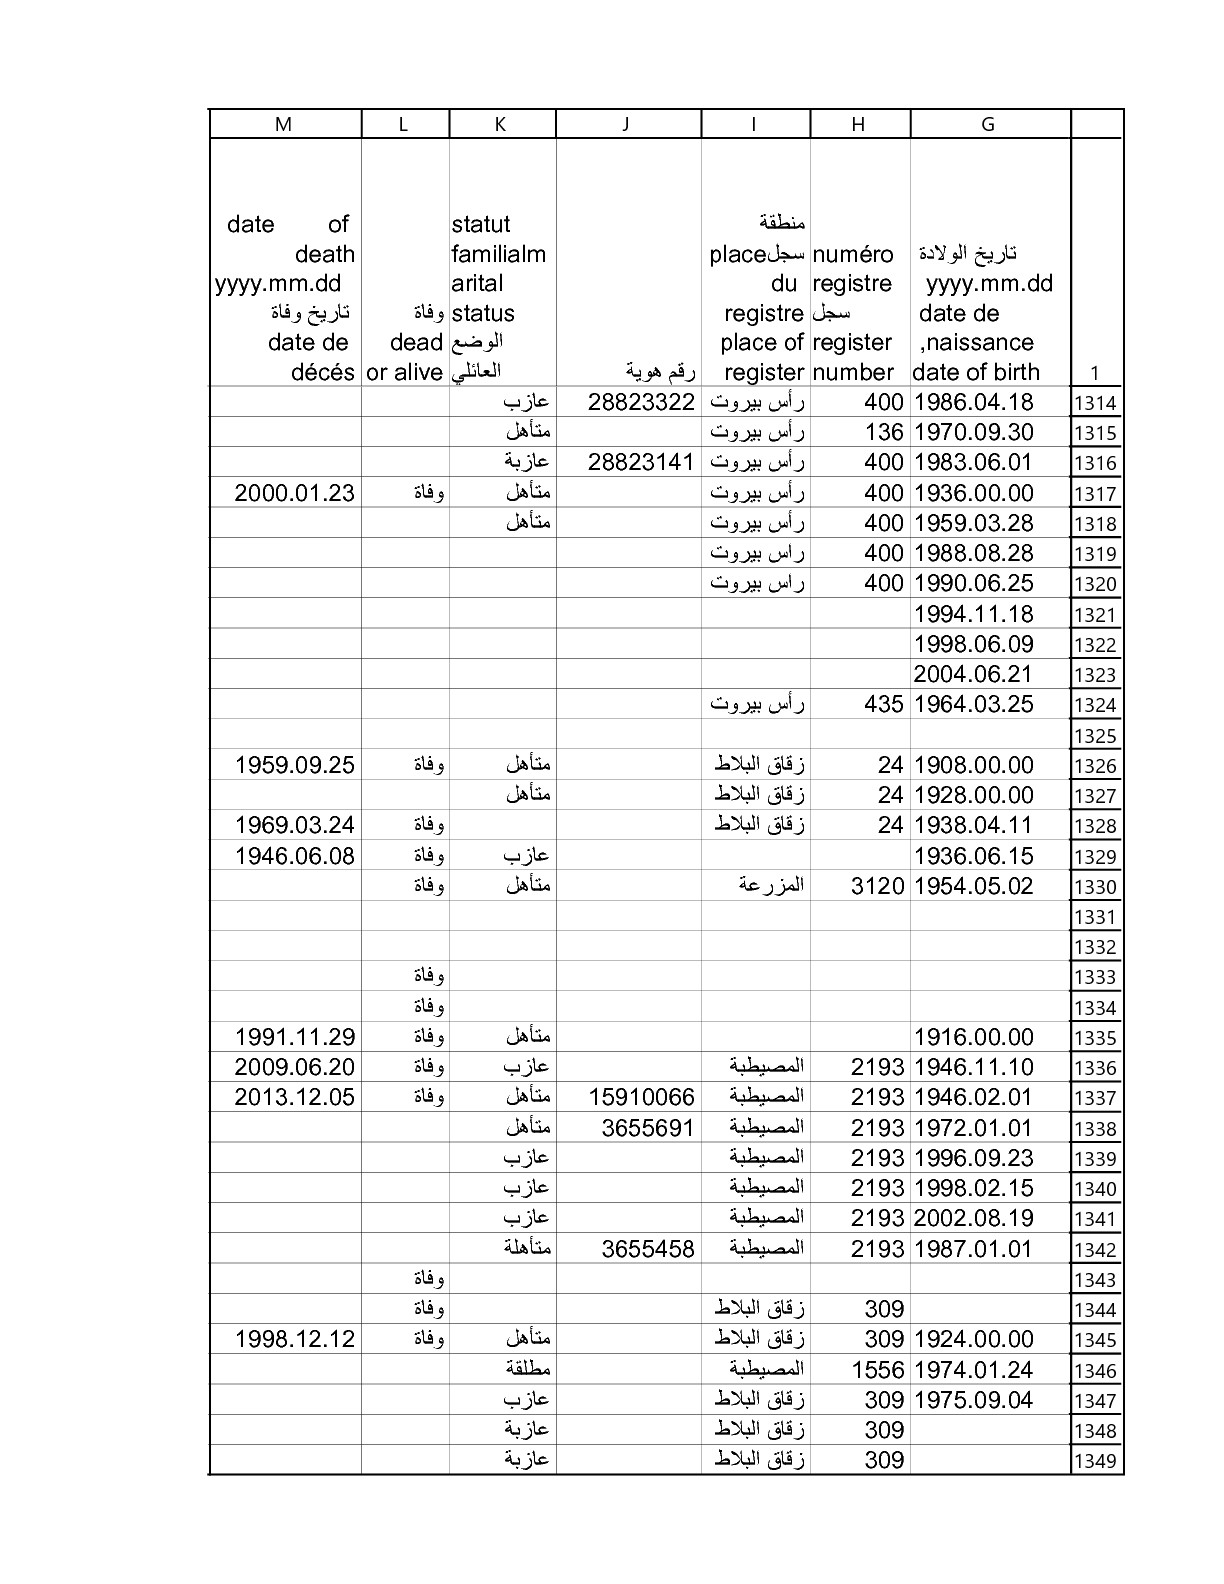 M L K J I H G
date of death yyyy.mm.dd تاريخ وفاة date de décés
وفاة dead or alive
statut familialm arital status الوضع العائلي
رقم هوية
منطقة سجلplace du registre place of register
numéro registre سجل register number
تاريخ الولادة yyyy.mm.dd date de naissance, date of birth
1
عازب 28823322 رأس بيروت 400 1986.04.18 1314
متأهل رأس بيروت 136 1970.09.30 1315
عازبة 28823141 رأس بيروت 400 1983.06.01 1316
2000.01.23 وفاة متأهل رأس بيروت 400 1936.00.00 1317
متأهل رأس بيروت 400 1959.03.28 1318
راس بيروت 400 1988.08.28 1319
راس بيروت 400 1990.06.25 1320
1994.11.18 1321
1998.06.09 1322
2004.06.21 1323
رأس بيروت 435 1964.03.25 1324
1325
1959.09.25 وفاة متأهل زقاق البلاط 24 1908.00.00 1326
متأهل زقاق البلاط 24 1928.00.00 1327
1969.03.24 وفاة زقاق البلاط 24 1938.04.11 1328
1946.06.08 وفاة عازب 1936.06.15 1329
وفاة متأهل المزرعة 3120 1954.05.02 1330
1331
1332
وفاة 1333
وفاة 1334
1991.11.29 وفاة متأهل 1916.00.00 1335
2009.06.20 وفاة عازب المصيطبة 2193 1946.11.10 1336
2013.12.05 وفاة متأهل 15910066 المصيطبة 2193 1946.02.01 1337
متأهل 3655691 المصيطبة 2193 1972.01.01 1338
عازب المصيطبة 2193 1996.09.23 1339
عازب المصيطبة 2193 1998.02.15 1340
عازب المصيطبة 2193 2002.08.19 1341
متأهلة 3655458 المصيطبة 2193 1987.01.01 1342
وفاة 1343
وفاة زقاق البلاط 309 1344
1998.12.12 وفاة متأهل زقاق البلاط 309 1924.00.00 1345
مطلقة المصيطبة 1556 1974.01.24 1346
عازب زقاق البلاط 309 1975.09.04 1347
عازبة زقاق البلاط 309 1348
عازبة زقاق البلاط 309 1349